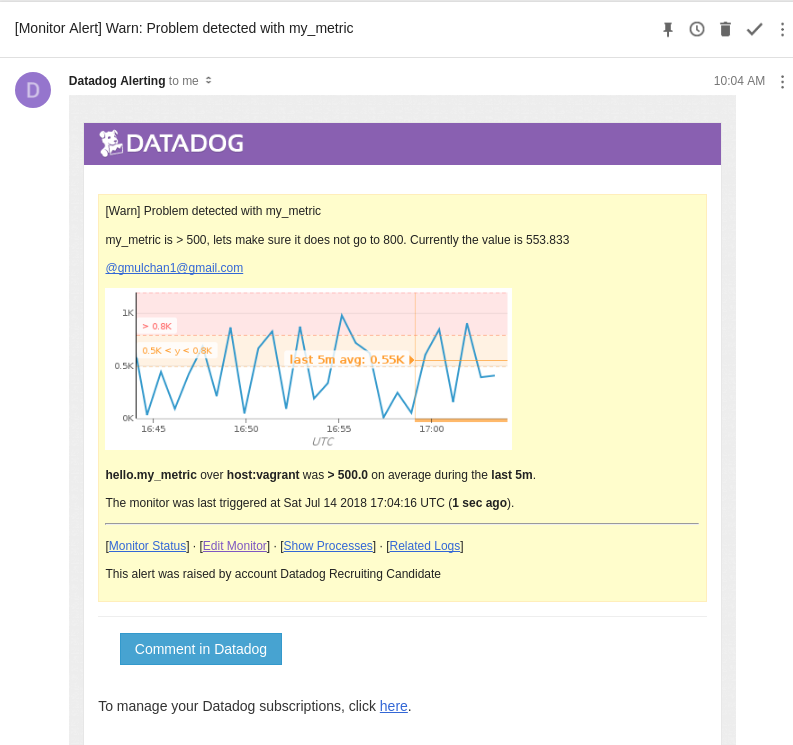 [Monitor Alert] Warn: Problem detected with my_metric
D
Datadog Alerting to me
10:04 AM
DATADOG
[Warn] Problem detected with my_metric
my_metric is > 500, lets make sure it does not go to 800. Currently the value is 553.833
@gmulchan1@gmail.com
1K
> 0.8K
0.5K < y < 0.8K
last 5m avg: 0.55K
0.5K
0K
16:45 16:50 16:55 17:00
UTC
hello.my_metric over host:vagrant was > 500.0 on average during the last 5m.
The monitor was last triggered at Sat Jul 14 2018 17:04:16 UTC (1 sec ago).
[Monitor Status] · [Edit Monitor] · [Show Processes] · [Related Logs]
This alert was raised by account Datadog Recruiting Candidate
Comment in Datadog
To manage your Datadog subscriptions, click here.